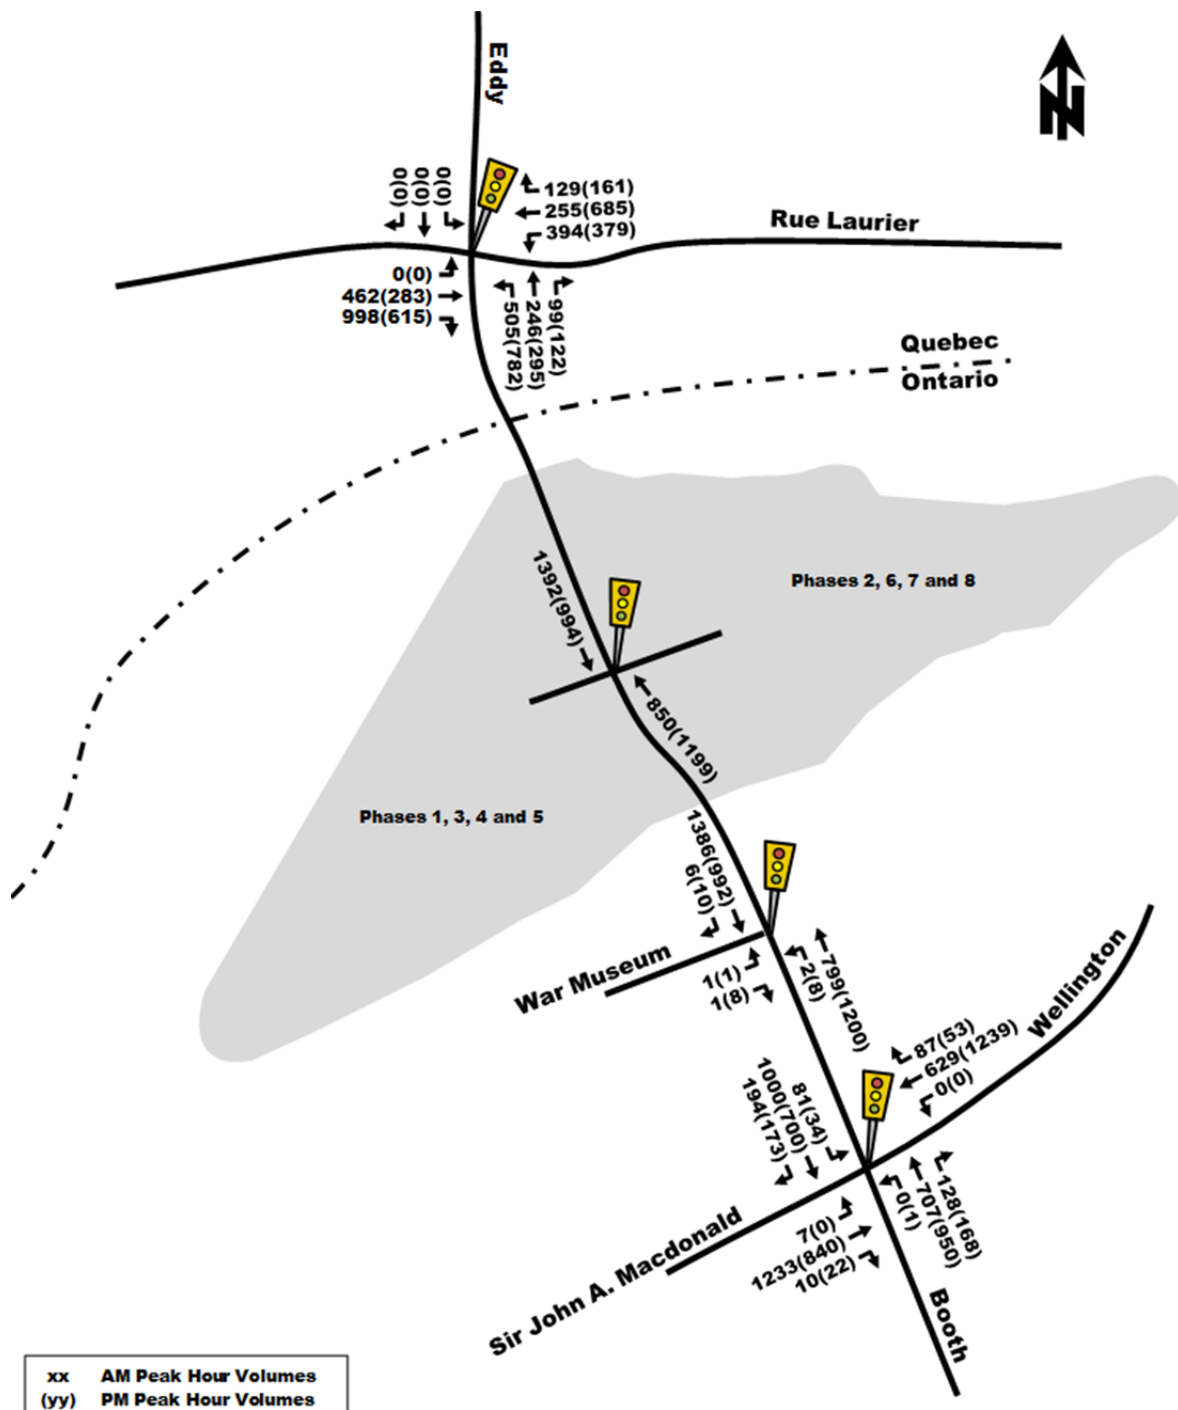 Eddy
N
0(0)
0(0)
0(0)
129(161)
255(685)
394(379)
Rue Laurier
0(0)
462(283)
998(615)
505(782)
246(295)
99(122)
Quebec
Ontario
1392(994)
Phases 2, 6, 7 and 8
850(1199)
Phases 1, 3, 4 and 5
1386(992)
6(10)
War Museum
1(1)
1(8)
799(1200)
2(8)
Wellington
87(53)
629(1239)
0(0)
81(34)
1000(700)
194(173)
128(168)
707(950)
0(1)
Sir John A. Macdonald
7(0)
1233(840)
10(22)
Booth
xx AM Peak Hour Volumes
(yy) PM Peak Hour Volumes